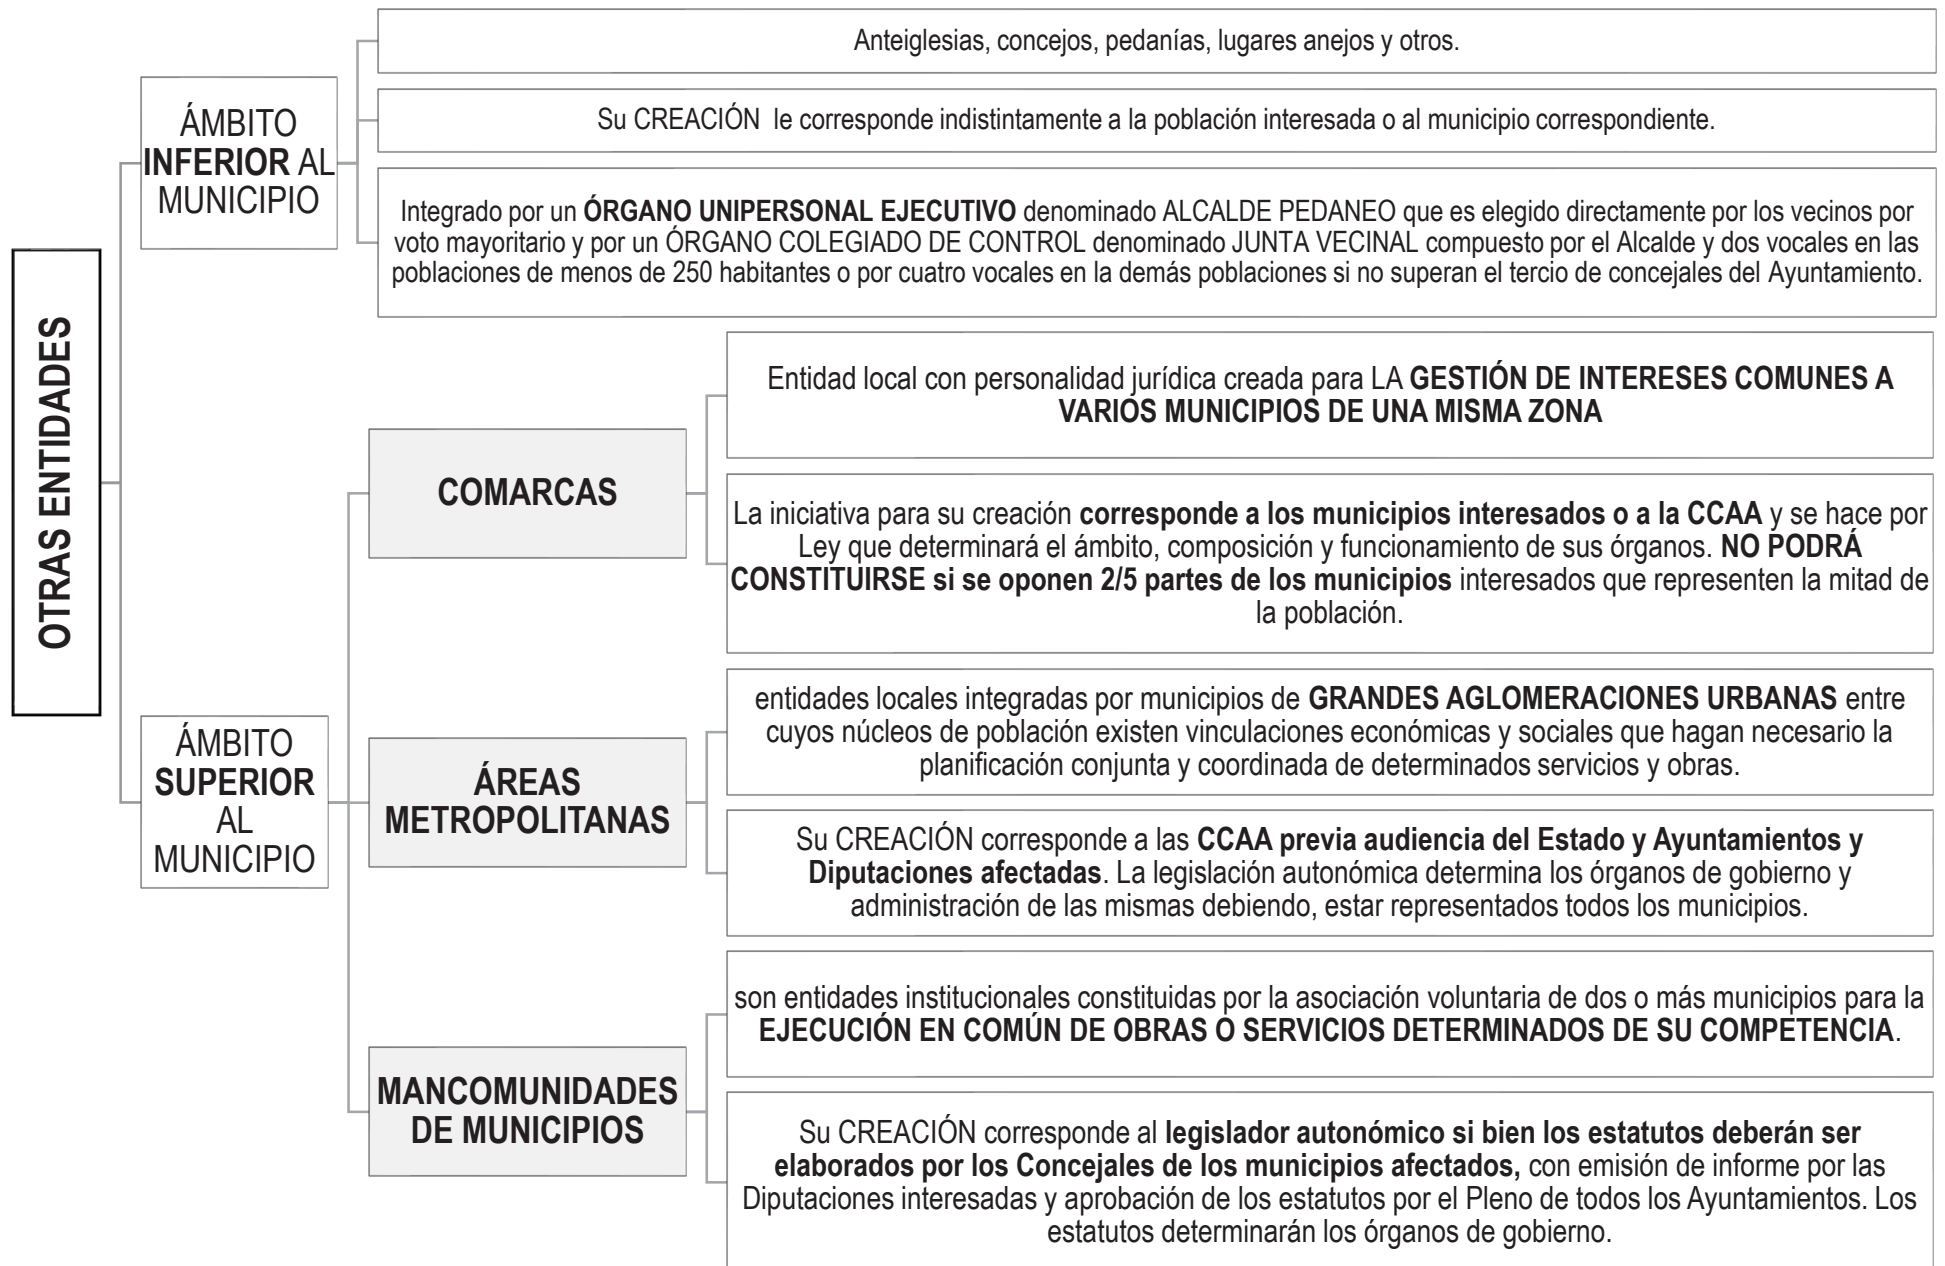 OTRAS ENTIDADES
ÁMBITO
INFERIOR AL
MUNICIPIO
Anteiglesias, concejos, pedanías, lugares anejos y otros.
Su CREACIÓN le corresponde indistintamente a la población interesada o al municipio correspondiente.
Integrado por un ÓRGANO UNIPERSONAL EJECUTIVO denominado ALCALDE PEDANEO que es elegido directamente por los vecinos por
voto mayoritario y por un ÓRGANO COLEGIADO DE CONTROL denominado JUNTA VECINAL compuesto por el Alcalde y dos vocales en las
poblaciones de menos de 250 habitantes o por cuatro vocales en la demás poblaciones si no superan el tercio de concejales del Ayuntamiento.
ÁMBITO
SUPERIOR
AL
MUNICIPIO
COMARCAS
Entidad local con personalidad jurídica creada para LA GESTIÓN DE INTERESES COMUNES A
VARIOS MUNICIPIOS DE UNA MISMA ZONA
La iniciativa para su creación corresponde a los municipios interesados o a la CCAA y se hace por
Ley que determinará el ámbito, composición y funcionamiento de sus órganos. NO PODRÁ
CONSTITUIRSE si se oponen 2/5 partes de los municipios interesados que representen la mitad de
la población.
ÁREAS
METROPOLITANAS
entidades locales integradas por municipios de GRANDES AGLOMERACIONES URBANAS entre
cuyos núcleos de población existen vinculaciones económicas y sociales que hagan necesario la
planificación conjunta y coordinada de determinados servicios y obras.
Su CREACIÓN corresponde a las CCAA previa audiencia del Estado y Ayuntamientos y
Diputaciones afectadas. La legislación autonómica determina los órganos de gobierno y
administración de las mismas debiendo, estar representados todos los municipios.
MANCOMUNIDADES
DE MUNICIPIOS
son entidades institucionales constituidas por la asociación voluntaria de dos o más municipios para la
EJECUCIÓN EN COMÚN DE OBRAS O SERVICIOS DETERMINADOS DE SU COMPETENCIA.
Su CREACIÓN corresponde al legislador autonómico si bien los estatutos deberán ser
elaborados por los Concejales de los municipios afectados, con emisión de informe por las
Diputaciones interesadas y aprobación de los estatutos por el Pleno de todos los Ayuntamientos. Los
estatutos determinarán los órganos de gobierno.